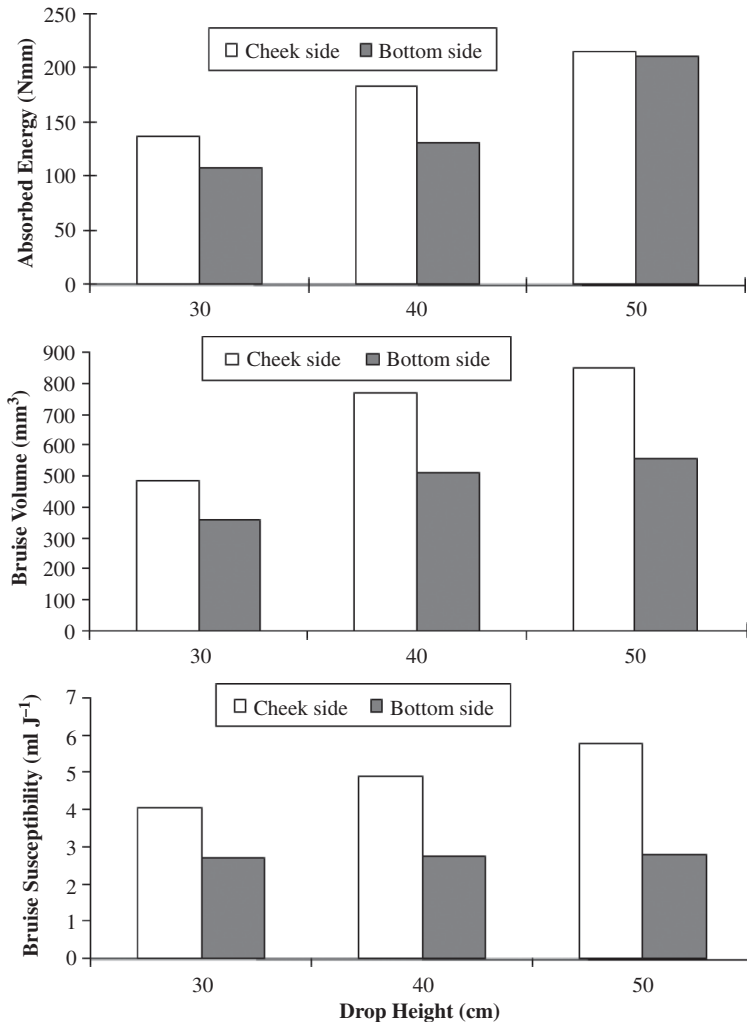 250
200
150
100
50
0
Absorbed Energy (Nmm)
Cheek side Bottom side
30 40 50
900
800
700
600
500
400
300
200
100
0
Bruise Volume (mm³)
Cheek side Bottom side
30 40 50
7
6
5
4
3
2
1
0
Bruise Susceptibility (ml J⁻¹)
Cheek side Bottom side
30 40 50
Drop Height (cm)